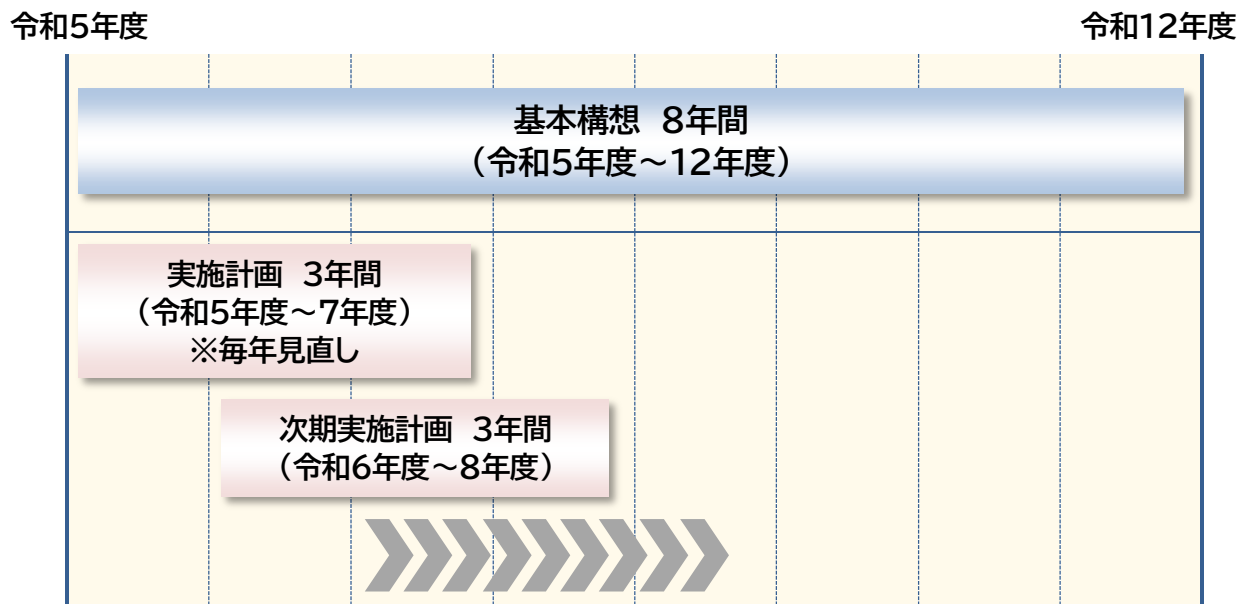 令和5年度
令和12年度
基本構想 8年間
（令和5年度～12年度）
実施計画 3年間
（令和5年度～7年度）
※毎年見直し
次期実施計画 3年間
（令和6年度～8年度）